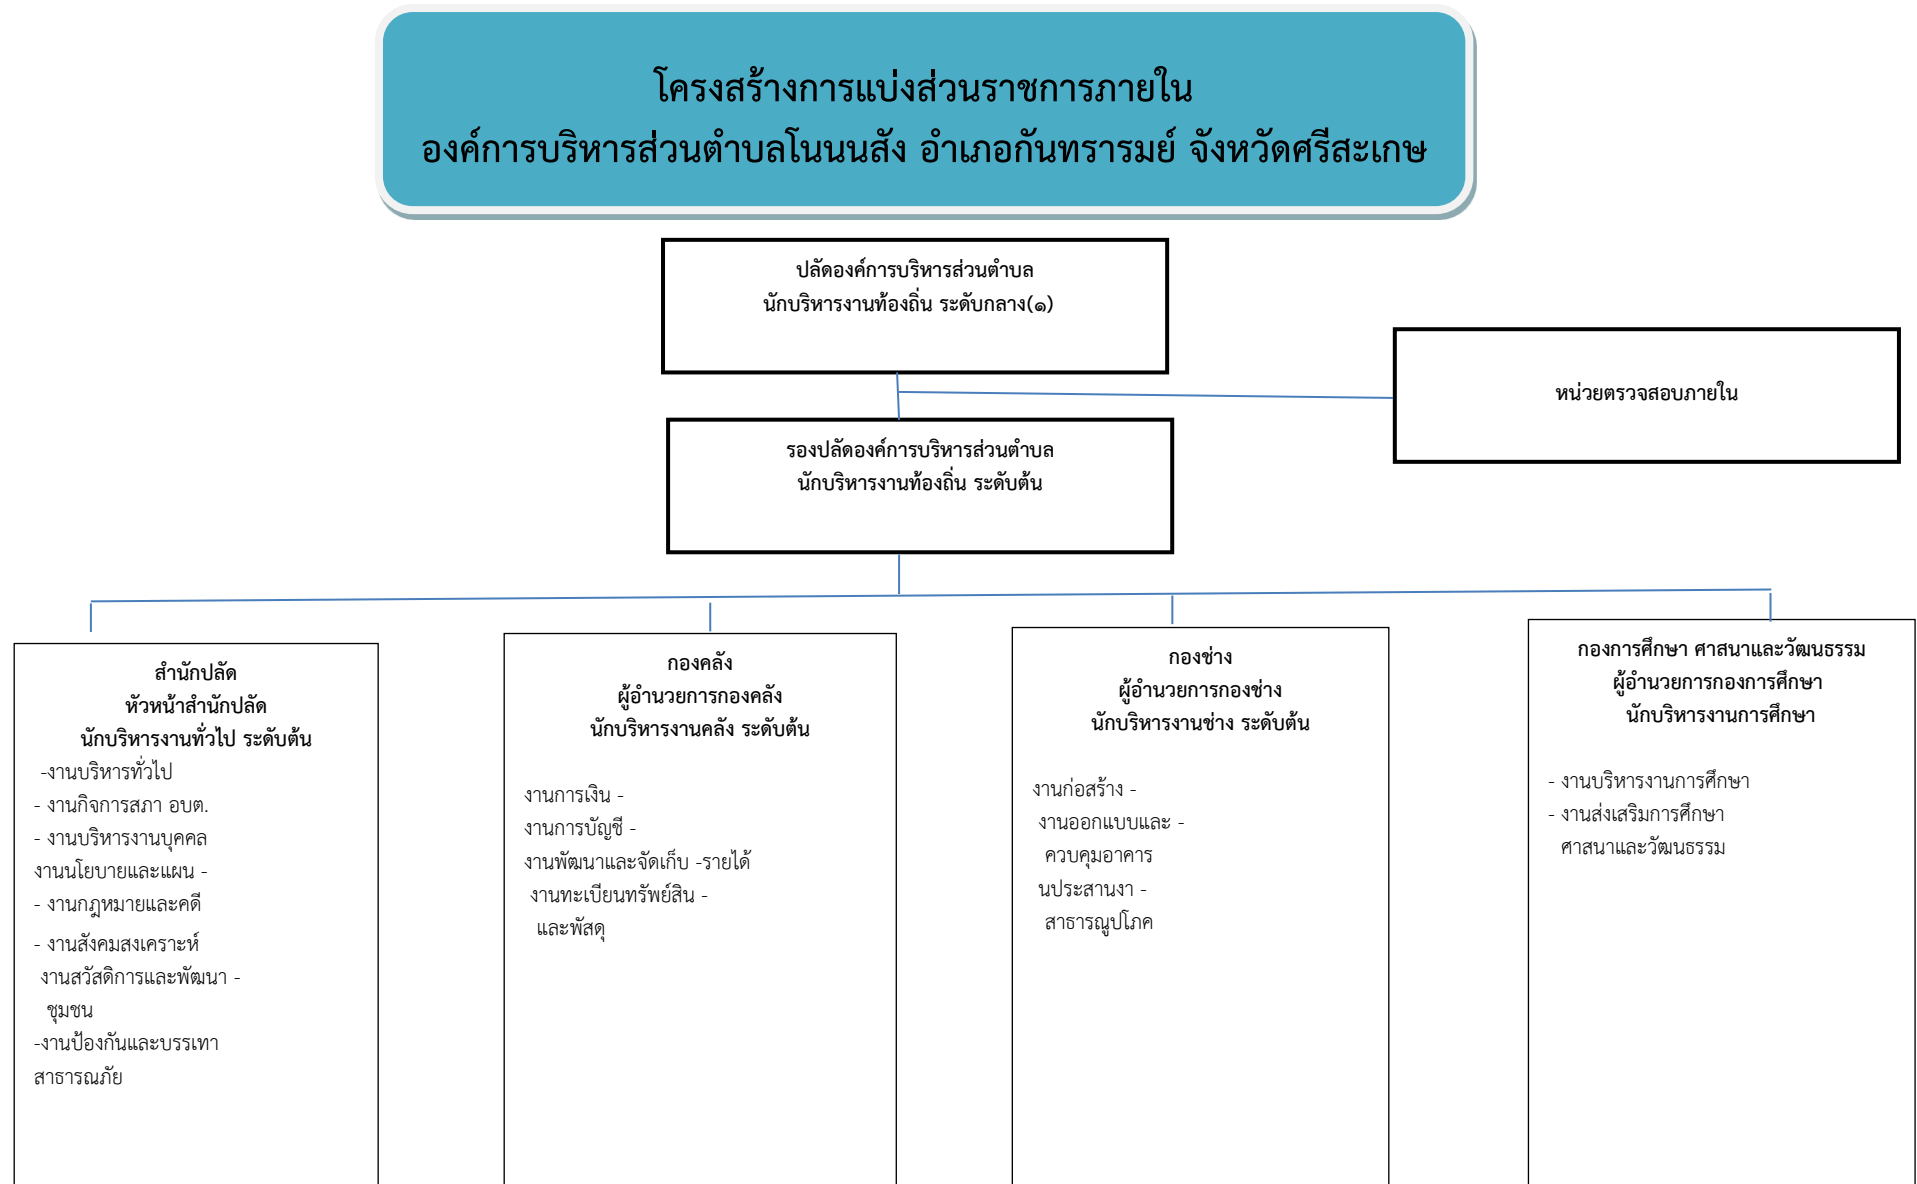 โครงสร้างการแบ่งส่วนราชการภายใน
องค์การบริหารส่วนตำบลโนนนสัง อำเภอกันทรารมย์ จังหวัดศรีสะเกษ
ปลัดองค์การบริหารส่วนตำบล
นักบริหารงานท้องถิ่น ระดับกลาง(๑)
หน่วยตรวจสอบภายใน
รองปลัดองค์การบริหารส่วนตำบล
นักบริหารงานท้องถิ่น ระดับต้น
สำนักปลัด
หัวหน้าสำนักปลัด
นักบริหารงานทั่วไป ระดับต้น
-งานบริหารทั่วไป
- งานกิจการสภา อบต.
- งานบริหารงานบุคคล
งานนโยบายและแผน -
- งานกฎหมายและคดี
- งานสังคมสงเคราะห์
งานสวัสดิการและพัฒนา -
ชุมชน
-งานป้องกันและบรรเทา
สาธารณภัย
กองคลัง
ผู้อำนวยการกองคลัง
นักบริหารงานคลัง ระดับต้น
งานการเงิน -
งานการบัญชี -
งานพัฒนาและจัดเก็บ -รายได้
งานทะเบียนทรัพย์สิน -
และพัสดุ
กองช่าง
ผู้อำนวยการกองช่าง
นักบริหารงานช่าง ระดับต้น
งานก่อสร้าง -
งานออกแบบและ -
ควบคุมอาคาร
นประสานงา -
สาธารณูปโภค
กองการศึกษา ศาสนาและวัฒนธรรม
ผู้อำนวยการกองการศึกษา
นักบริหารงานการศึกษา
- งานบริหารงานการศึกษา
- งานส่งเสริมการศึกษา
ศาสนาและวัฒนธรรม